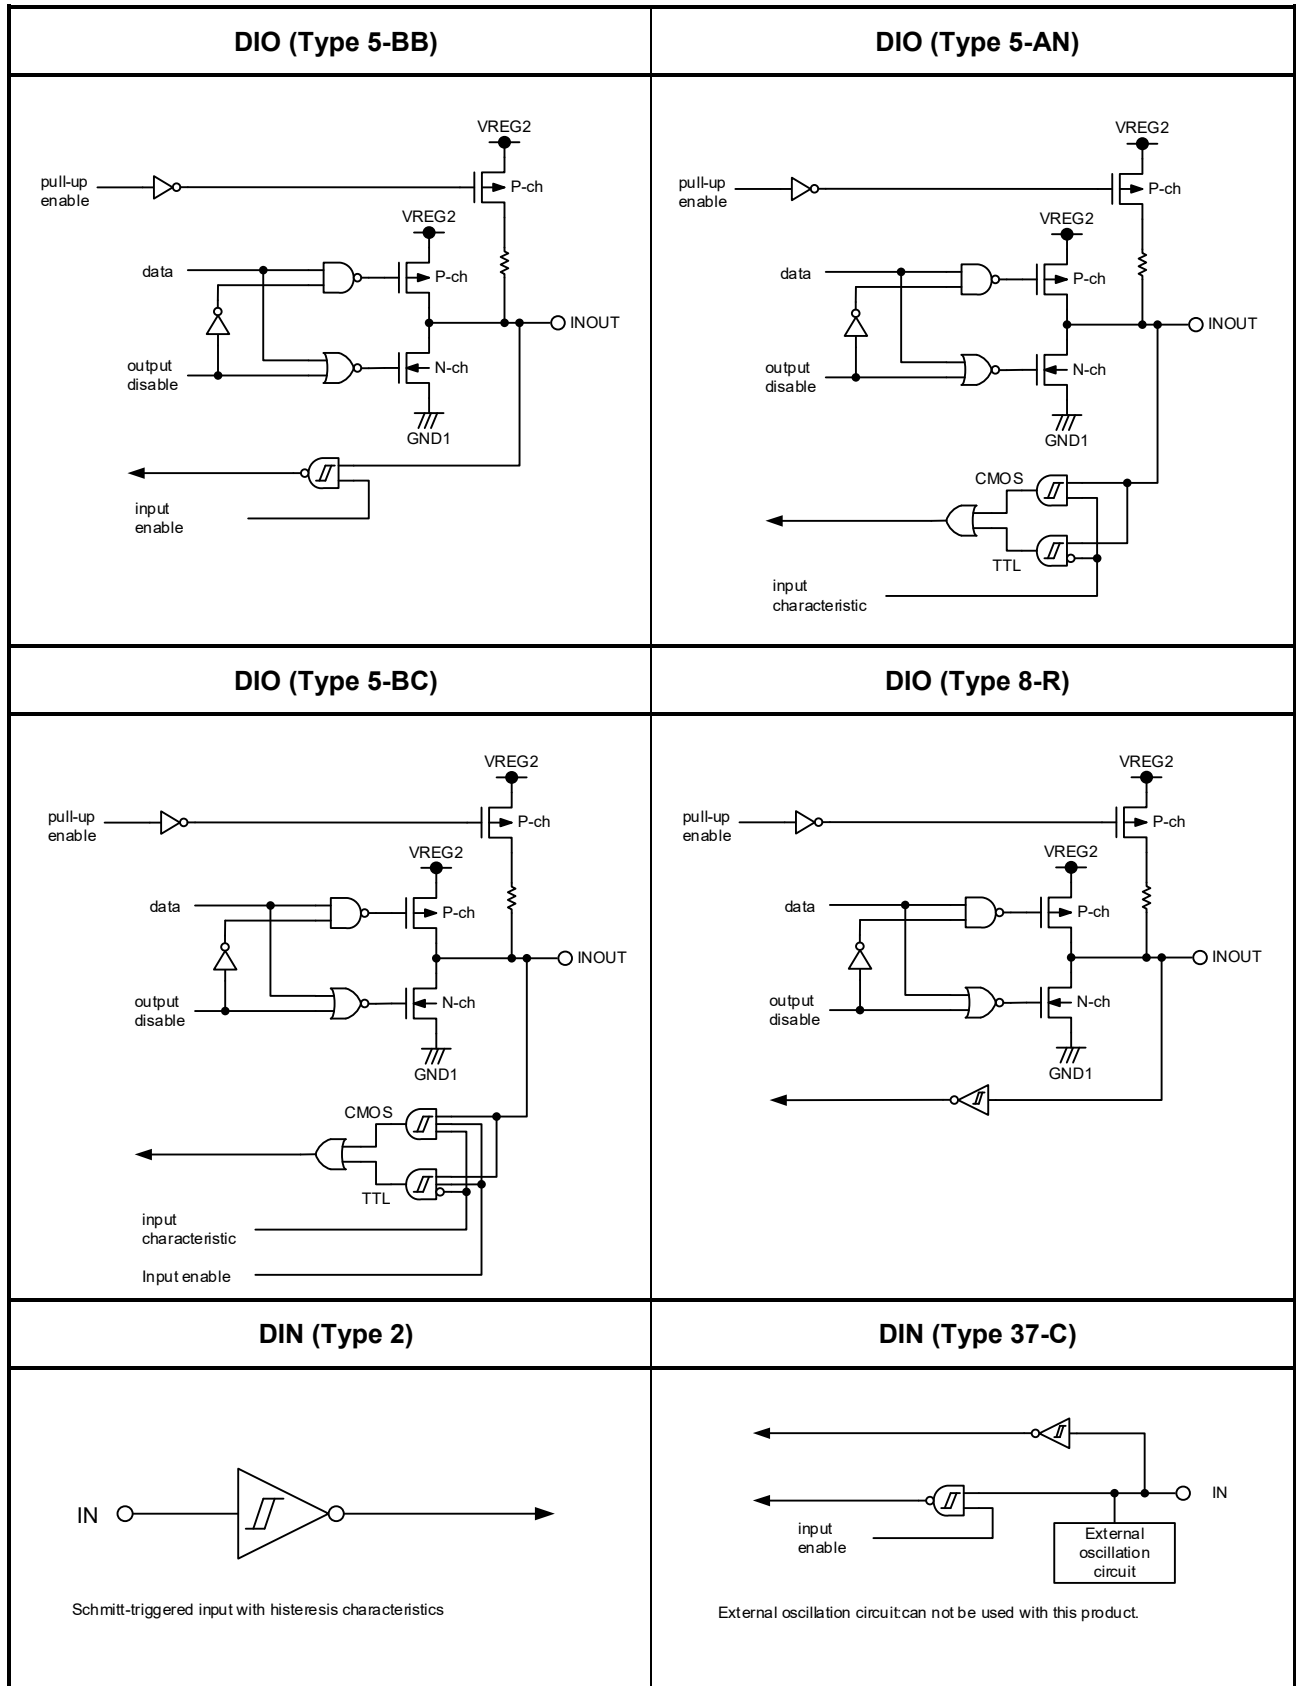 DIO (Type 5-BB)
DIO (Type 5-AN)
VREG2
pull-up
enable
P-ch
VREG2
data
P-ch
INOUT
output
disable
N-ch
GND1
input
enable
VREG2
pull-up
enable
P-ch
VREG2
data
P-ch
INOUT
output
disable
N-ch
GND1
CMOS
TTL
input
characteristic
DIO (Type 5-BC)
DIO (Type 8-R)
VREG2
pull-up
enable
P-ch
VREG2
data
P-ch
INOUT
output
disable
N-ch
GND1
CMOS
TTL
input
characteristic
Input enable
VREG2
pull-up
enable
P-ch
VREG2
data
P-ch
INOUT
output
disable
N-ch
GND1
DIN (Type 2)
DIN (Type 37-C)
IN
Schmitt-triggered input with histeresis characteristics
IN
input
enable
External
oscillation
circuit
External oscillation circuit:can not be used with this product.